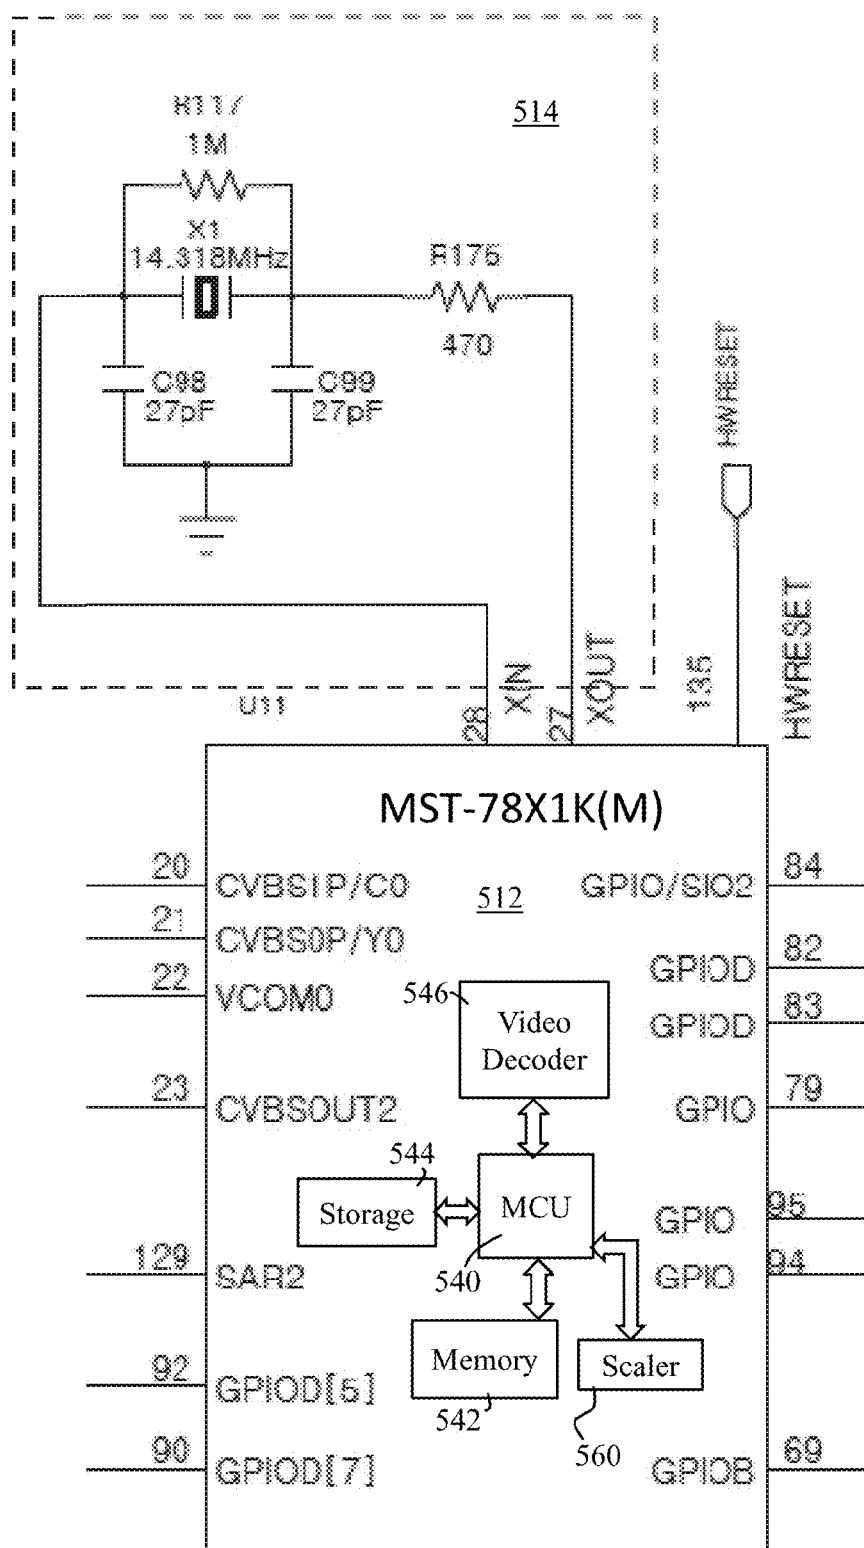 514
R117
1M
X1
14.318MHz
R175
470
C98
27pF
C99
27pF
HWRESET
U11
28
XIN
27
XOUT
135
HWRESET
MST-78X1K(M)
512
20
CVBS1P/C0
GPIO/SIO2
84
21
CVBS0P/Y0
82
GPIOD
22
VCOM0
83
GPIOD
546
Video
Decoder
23
CVBSOUT2
GPIO
79
544
Storage
MCU
GPIO
95
129
SAR2
540
GPIO
94
92
GPIOD[5]
Memory
Scaler
542
560
90
GPIOD[7]
GPIOB
69